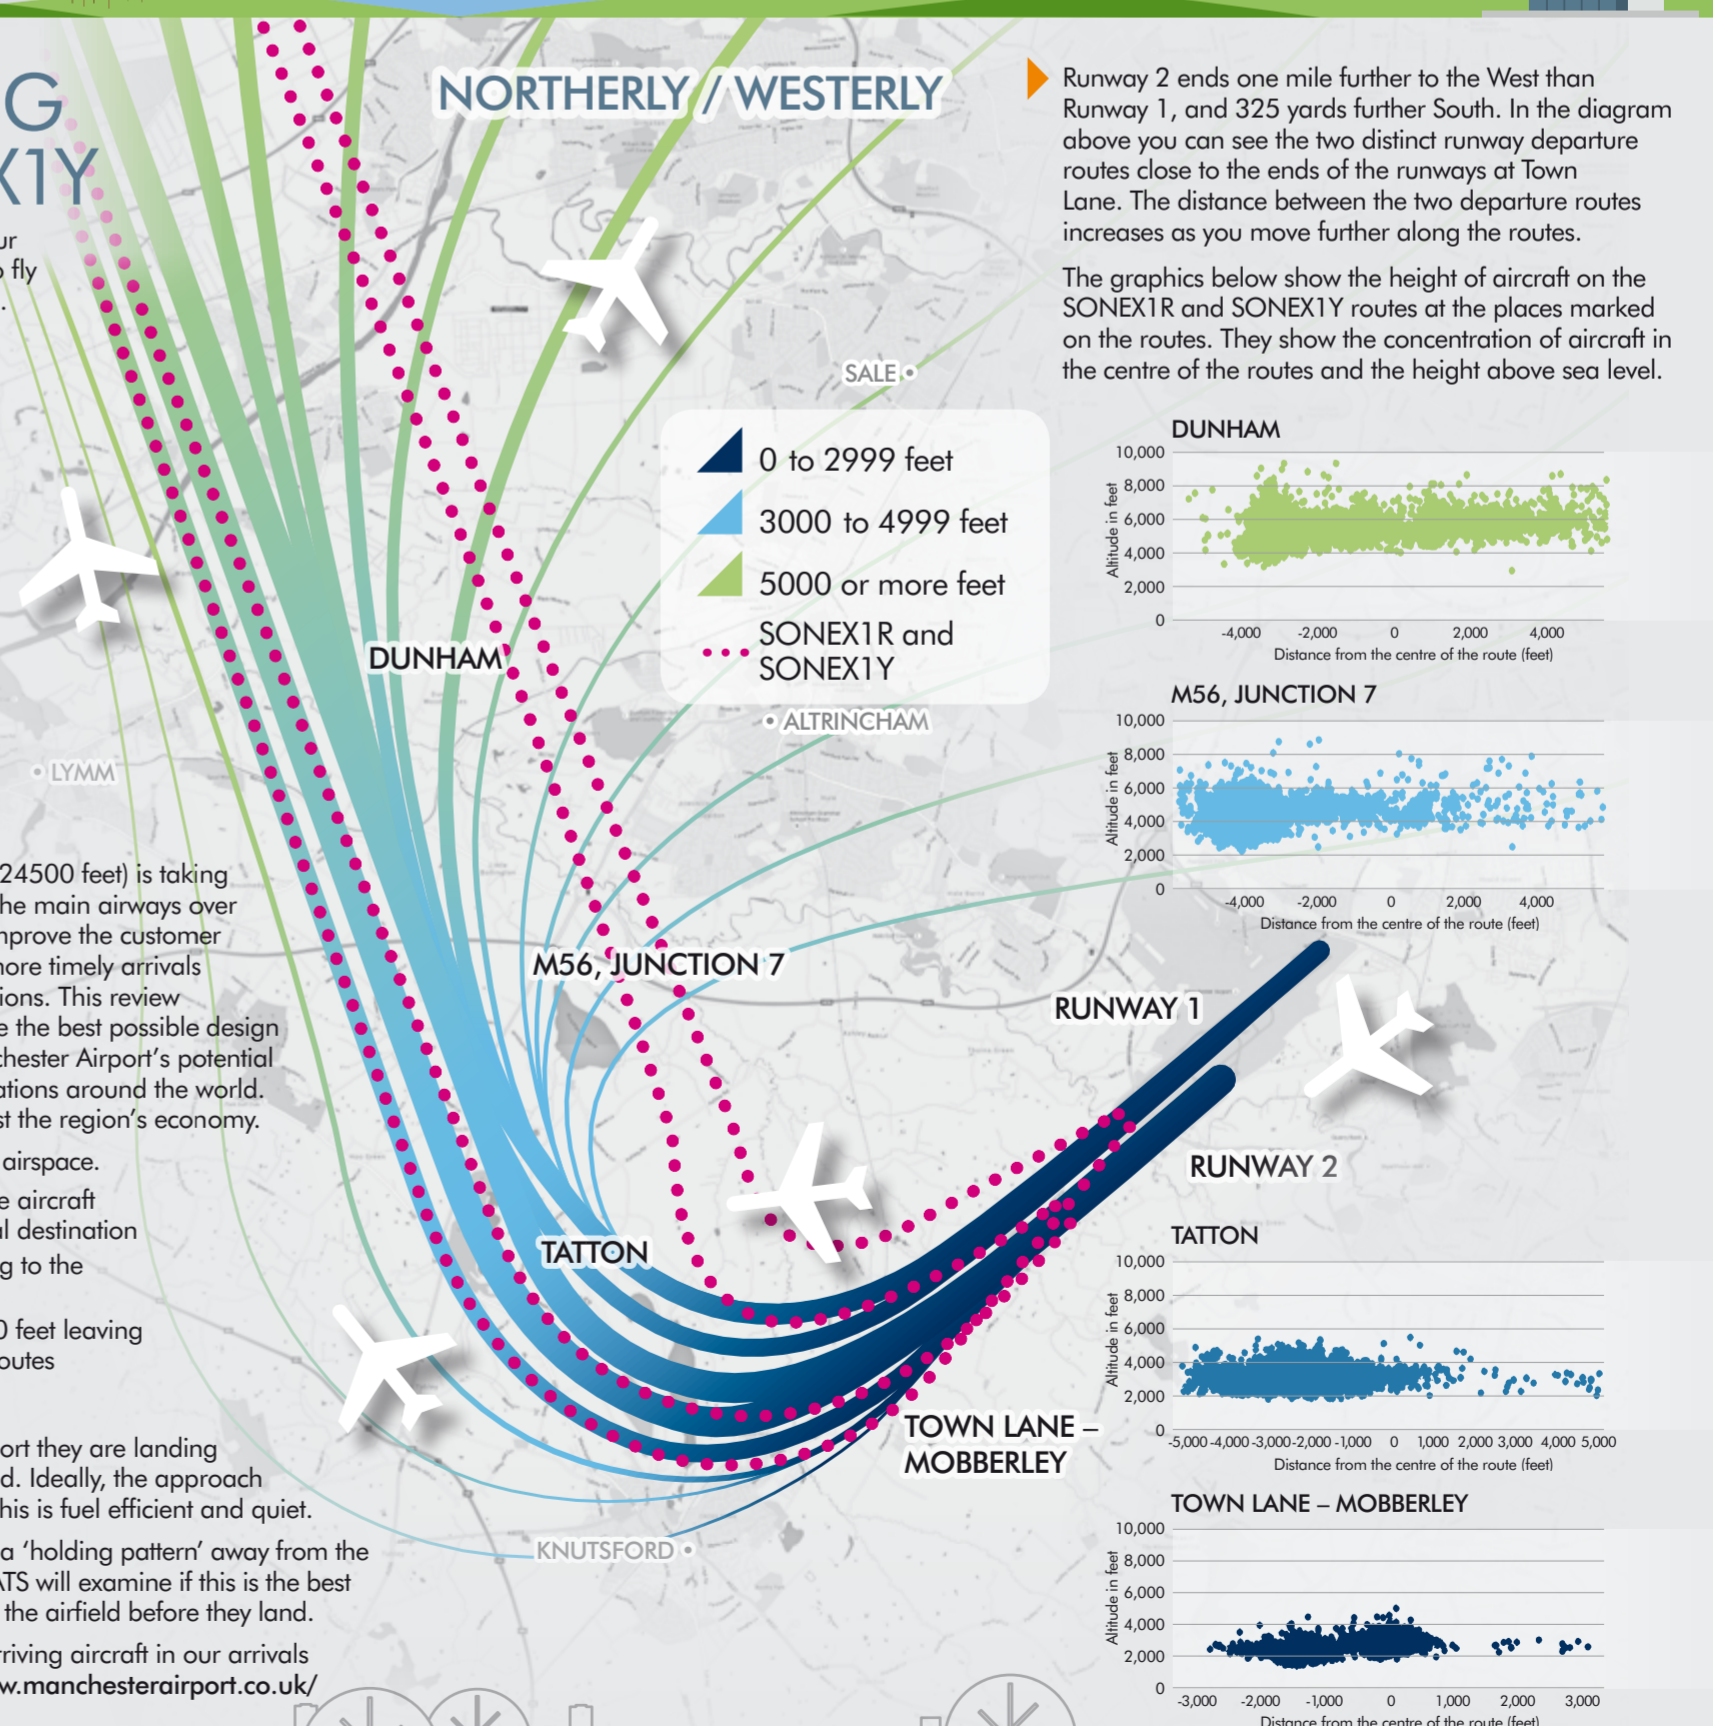 G
X1Y
ur
o fly
.
NORTHERLY / WESTERLY
Runway 2 ends one mile further to the West than
Runway 1, and 325 yards further South. In the diagram
above you can see the two distinct runway departure
routes close to the ends of the runways at Town
Lane. The distance between the two departure routes
increases as you move further along the routes.
The graphics below show the height of aircraft on the
SONEX1R and SONEX1Y routes at the places marked
on the routes. They show the concentration of aircraft in
the centre of the routes and the height above sea level.
SALE
0 to 2999 feet
3000 to 4999 feet
5000 or more feet
SONEX1R and
SONEX1Y
DUNHAM
ALTRINCHAM
LYMM
M56, JUNCTION 7
RUNWAY 1
RUNWAY 2
TATTON
TOWN LANE –
MOBBERLEY
KNUTSFORD
24500 feet) is taking
he main airways over
mprove the customer
more timely arrivals
ions. This review
e the best possible design
chester Airport's potential
ations around the world.
st the region's economy.
airspace.
e aircraft
al destination
g to the
0 feet leaving
outes
ort they are landing
d. Ideally, the approach
his is fuel efficient and quiet.
a 'holding pattern' away from the
ATS will examine if this is the best
the airfield before they land.
rriving aircraft in our arrivals
w.manchesterairport.co.uk/
DUNHAM
10,000
8,000
6,000
4,000
2,000
0
Altitude in feet
-4,000 -2,000 0 2,000 4,000
Distance from the centre of the route (feet)
M56, JUNCTION 7
10,000
8,000
6,000
4,000
2,000
0
Altitude in feet
-4,000 -2,000 0 2,000 4,000
Distance from the centre of the route (feet)
TATTON
10,000
8,000
6,000
4,000
2,000
0
Altitude in feet
-5,000 -4,000 -3,000 -2,000 -1,000 0 1,000 2,000 3,000 4,000 5,000
Distance from the centre of the route (feet)
TOWN LANE – MOBBERLEY
10,000
8,000
6,000
4,000
2,000
0
Altitude in feet
-3,000 -2,000 -1,000 0 1,000 2,000 3,000
Distance from the centre of the route (feet)